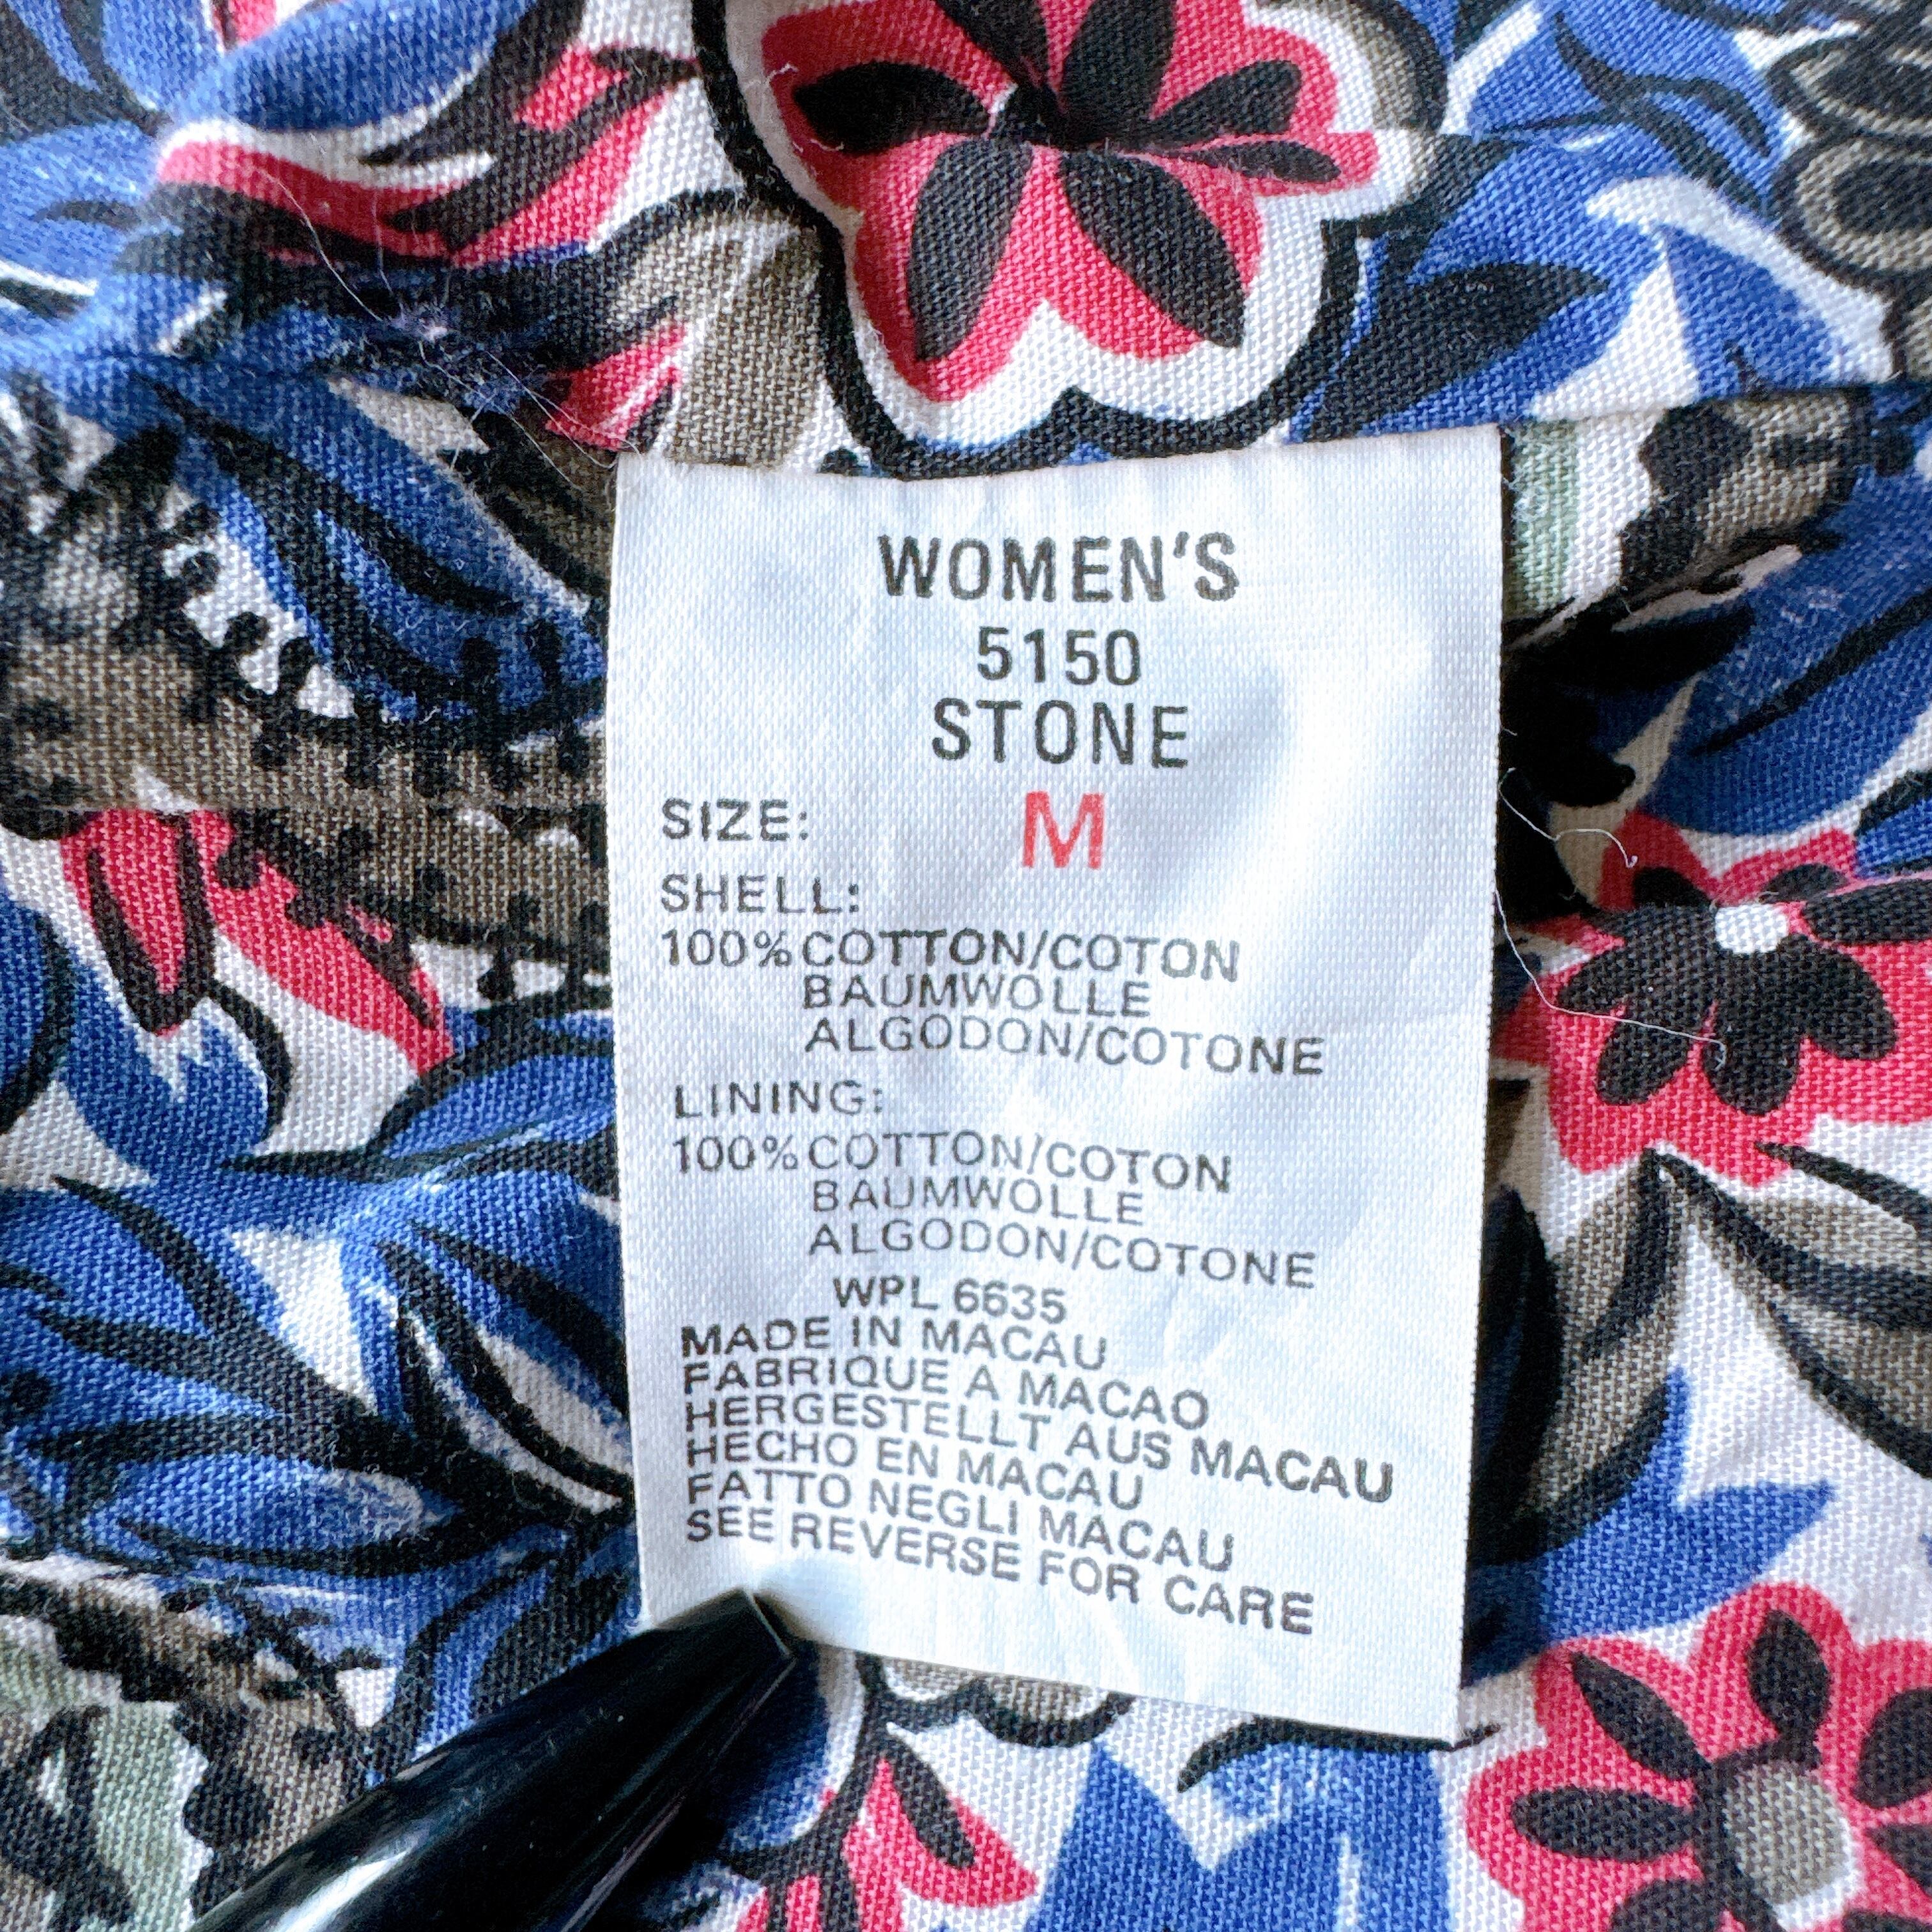 WOMEN'S
5150
STONE
SIZE: M
SHELL:
100% COTTON/COTON
BAUMWOLLE
ALGODON/COTONE
LINING:
100% COTTON/COTON
BAUMWOLLE
ALGODON/COTONE
WPL 6635
MADE IN MACAU
FABRIQUE A MACAO
HERGESTELLT AUS MACAU
HECHO EN MACAU
FATTO NEGLI MACAU
SEE REVERSE FOR CARE